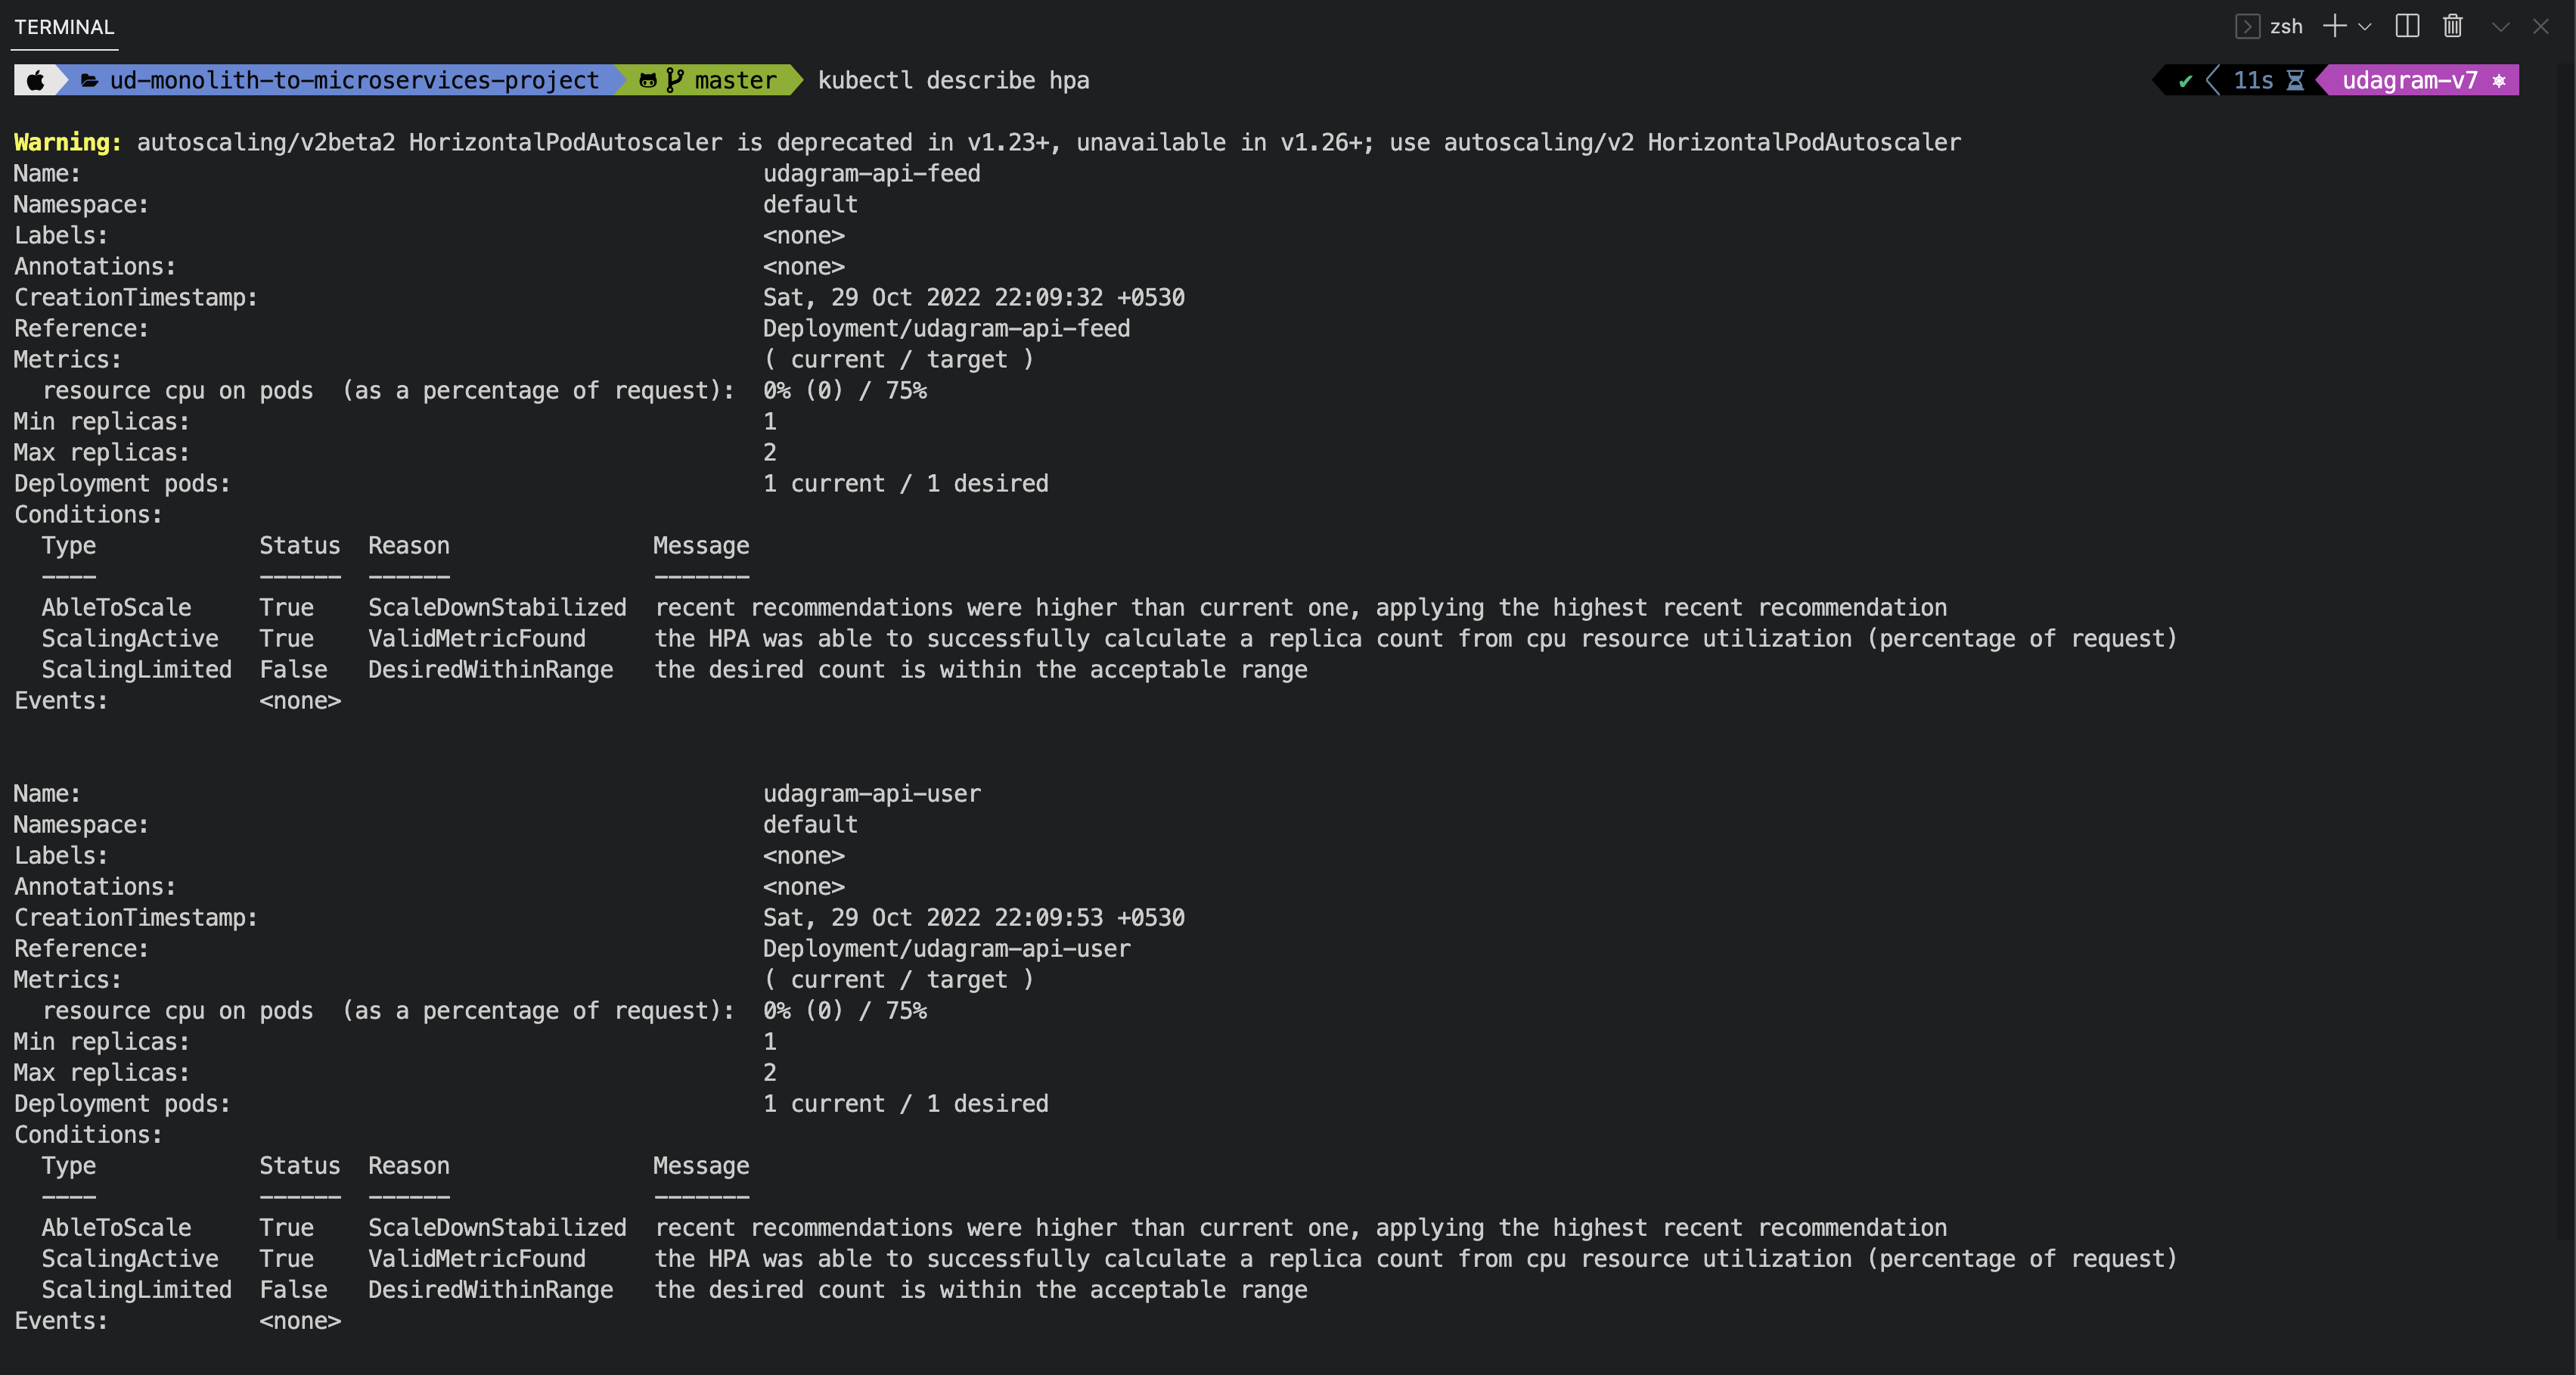 TERMINAL
zsh
ud-monolith-to-microservices-project master kubectl describe hpa ✔ 11s udagram-v7
Warning: autoscaling/v2beta2 HorizontalPodAutoscaler is deprecated in v1.23+, unavailable in v1.26+; use autoscaling/v2 HorizontalPodAutoscaler
Name: udagram-api-feed
Namespace: default
Labels: <none>
Annotations: <none>
CreationTimestamp: Sat, 29 Oct 2022 22:09:32 +0530
Reference: Deployment/udagram-api-feed
Metrics: ( current / target )
resource cpu on pods (as a percentage of request): 0% (0) / 75%
Min replicas: 1
Max replicas: 2
Deployment pods: 1 current / 1 desired
Conditions:
Type Status Reason Message
---- ------ ------ -------
AbleToScale True ScaleDownStabilized recent recommendations were higher than current one, applying the highest recent recommendation
ScalingActive True ValidMetricFound the HPA was able to successfully calculate a replica count from cpu resource utilization (percentage of request)
ScalingLimited False DesiredWithinRange the desired count is within the acceptable range
Events: <none>
Name: udagram-api-user
Namespace: default
Labels: <none>
Annotations: <none>
CreationTimestamp: Sat, 29 Oct 2022 22:09:53 +0530
Reference: Deployment/udagram-api-user
Metrics: ( current / target )
resource cpu on pods (as a percentage of request): 0% (0) / 75%
Min replicas: 1
Max replicas: 2
Deployment pods: 1 current / 1 desired
Conditions:
Type Status Reason Message
---- ------ ------ -------
AbleToScale True ScaleDownStabilized recent recommendations were higher than current one, applying the highest recent recommendation
ScalingActive True ValidMetricFound the HPA was able to successfully calculate a replica count from cpu resource utilization (percentage of request)
ScalingLimited False DesiredWithinRange the desired count is within the acceptable range
Events: <none>